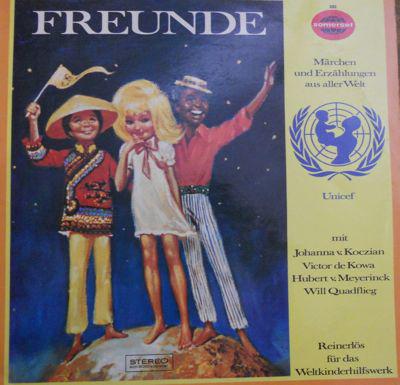 FREUNDE
somerset
Märchen
und Erzählungen
aus aller Welt
Unicef
mit
Johanna v. Koczian
Victor de Kowa
Hubert v. Meyerinck
Will Quadflieg
Reinerlös
für das
Weltkinderhilfswerk
STEREO